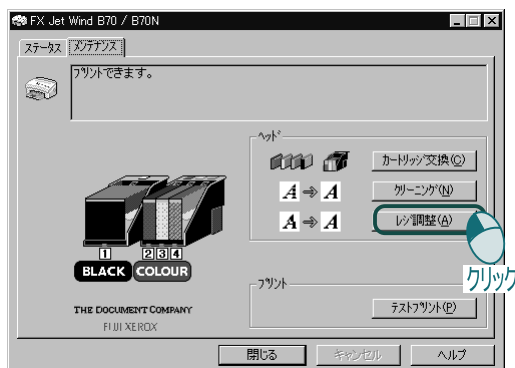 FX Jet Wind B70 / B70N
ステータス メンテナンス
プリントできます。
ヘッド
カートリッジ交換(C)
A ⇒ A クリーニング(N)
A ⇒ A レジ調整(A)
クリック
1 2 3 4
BLACK COLOUR
プリント
THE DOCUMENT COMPANY
FUJI XEROX
テストプリント(P)
閉じる キャンセル ヘルプ